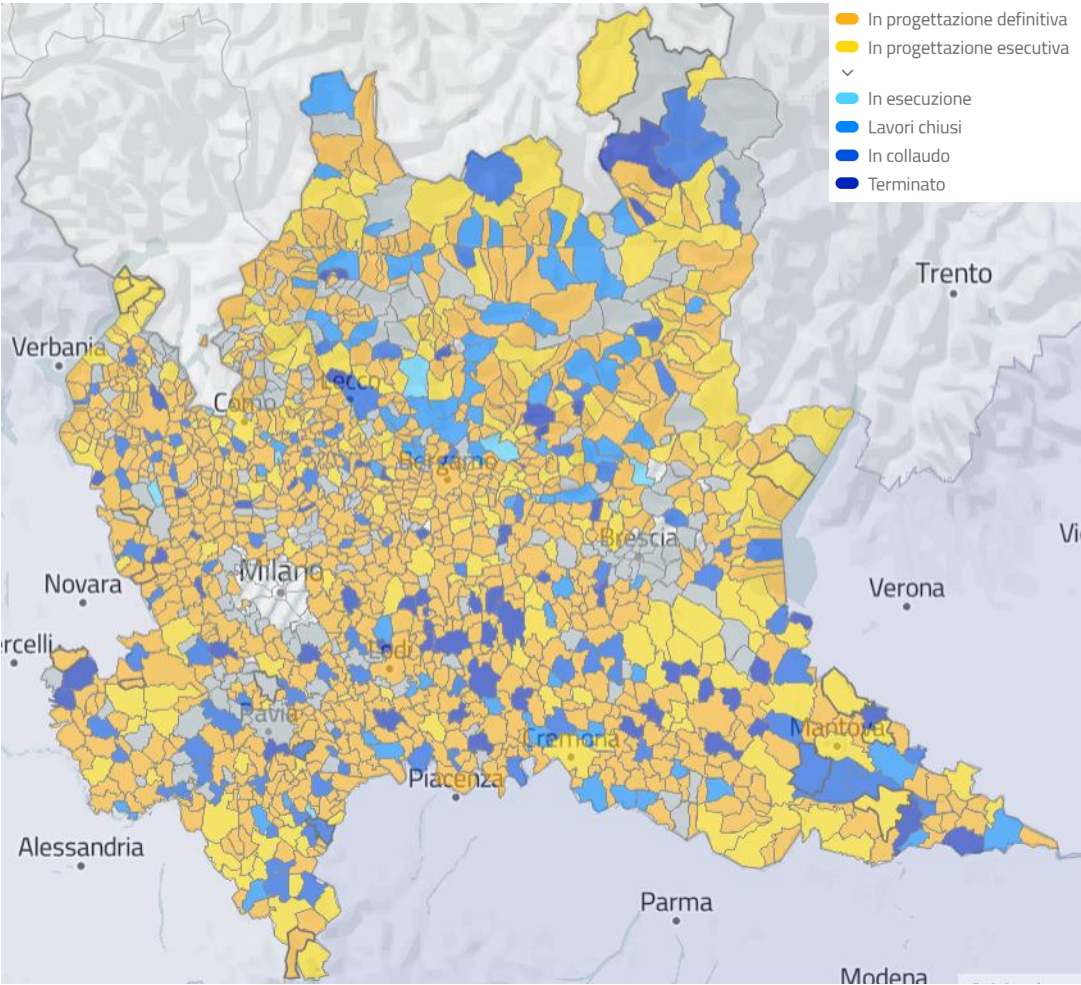 In progettazione definitiva
In progettazione esecutiva
In esecuzione
Lavori chiusi
In collaudo
Terminato
Trento
Verbania
Lecco
Como
Bergamo
Brescia
Vi
Milano
Novara
Verona
rcelli
Lodi
Pavia
Mantova
Cremona
Piacenza
Alessandria
Parma
Modena